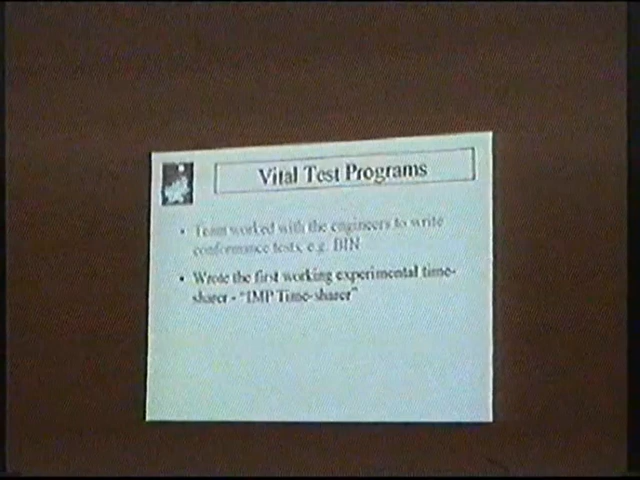 Vital Test Programs
• Team worked with the engineers to write
conformance tests, e.g. BIN
• Wrote the first working experimental time-
sharer - "IMP Time-sharer"